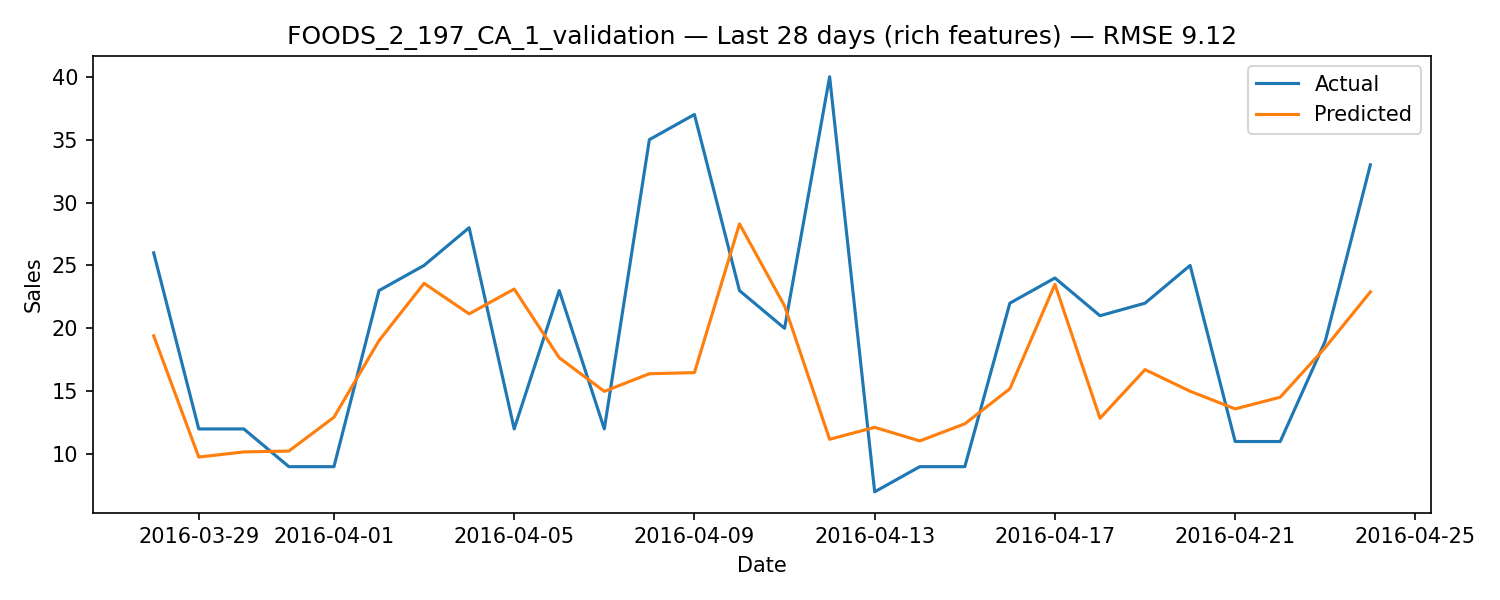 FOODS_2_197_CA_1_validation — Last 28 days (rich features) — RMSE 9.12
Actual
Predicted
40
35
30
25
20
15
10
Sales
2016-03-29 2016-04-01 2016-04-05 2016-04-09 2016-04-13 2016-04-17 2016-04-21 2016-04-25
Date